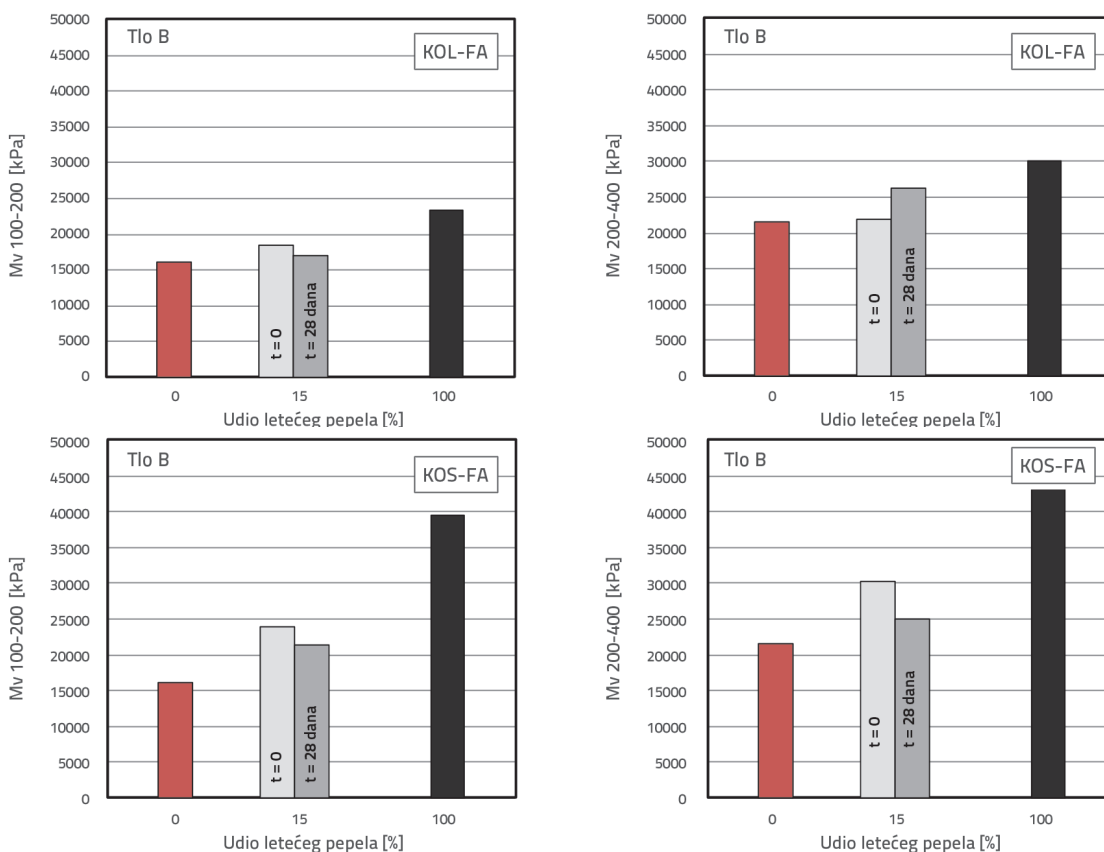 Tlo B
KOL-FA
Mv 100-200 [kPa]
50000
45000
40000
35000
30000
25000
20000
15000
10000
5000
0
t = 0
t = 28 dana
0 15 100
Udio letećeg pepela [%]
Tlo B
KOL-FA
Mv 200-400 [kPa]
50000
45000
40000
35000
30000
25000
20000
15000
10000
5000
0
t = 0
t = 28 dana
0 15 100
Udio letećeg pepela [%]
Tlo B
KOS-FA
Mv 100-200 [kPa]
50000
45000
40000
35000
30000
25000
20000
15000
10000
5000
0
t = 0
t = 28 dana
0 15 100
Udio letećeg pepela [%]
Tlo B
KOS-FA
Mv 200-400 [kPa]
50000
45000
40000
35000
30000
25000
20000
15000
10000
5000
0
t = 0
t = 28 dana
0 15 100
Udio letećeg pepela [%]